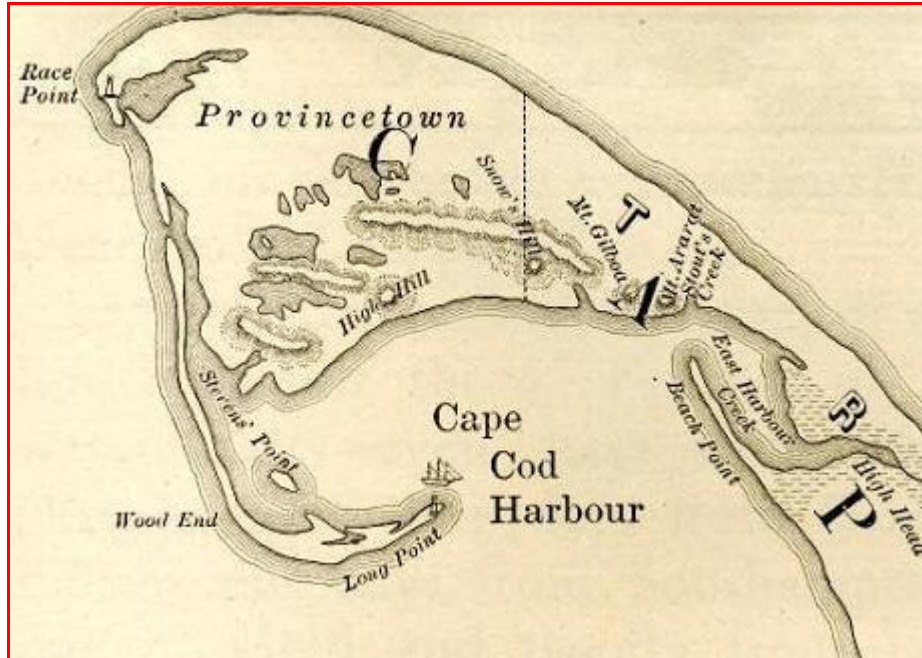 Race
Point
Provincetown
C
Snow's Hill
Mt. Gilboa
T
Mt. Ararat
Stout's
Creek
A
High Hill
East Harbour
Creek
Beach Point
R
High Head
P
Stevens' Point
Cape
Cod
Harbour
Wood End
Long Point